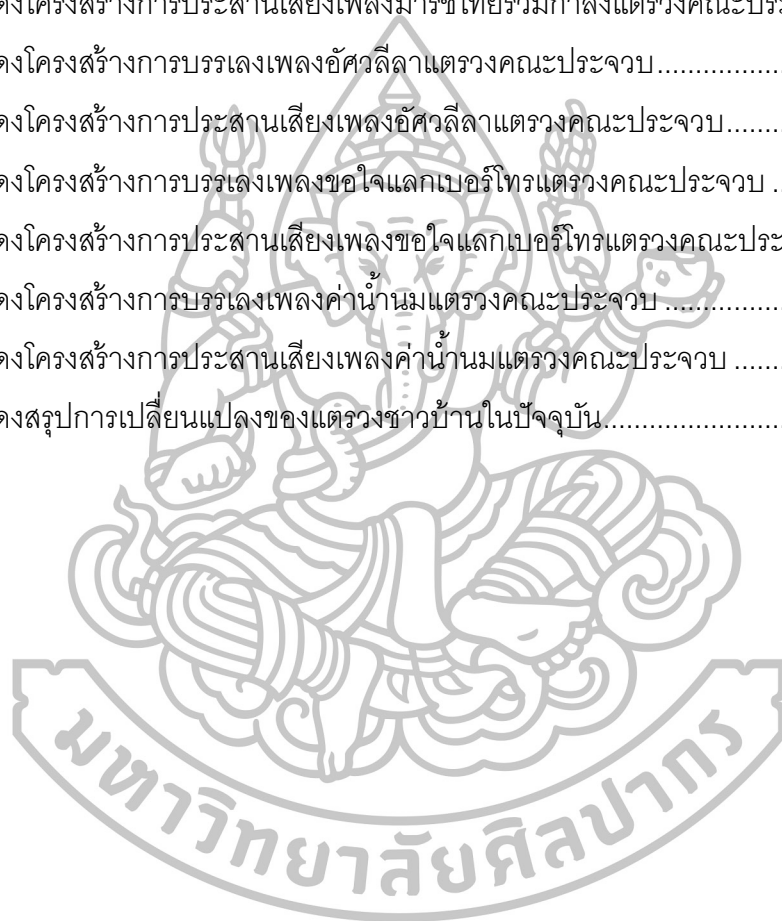 ดงโครงสร้างการประสานเสียงเพลงมาร์ชไทยรวมกำลังแตรวงคณะประ
ดงโครงสร้างการบรรเลงเพลงอัศวลีลาแตรวงคณะประจวบ.................
ดงโครงสร้างการประสานเสียงเพลงอัศวลีลาแตรวงคณะประจวบ.......
ดงโครงสร้างการบรรเลงเพลงขอใจแลกเบอร์โทรแตรวงคณะประจวบ ..
ดงโครงสร้างการประสานเสียงเพลงขอใจแลกเบอร์โทรแตรวงคณะประ
ดงโครงสร้างการบรรเลงเพลงค่าน้ำนมแตรวงคณะประจวบ ...............
ดงโครงสร้างการประสานเสียงเพลงค่าน้ำนมแตรวงคณะประจวบ .......
ดงสรุปการเปลี่ยนแปลงของแตรวงชาวบ้านในปัจจุบัน.......................
มหาวิทยาลัยศิลปากร